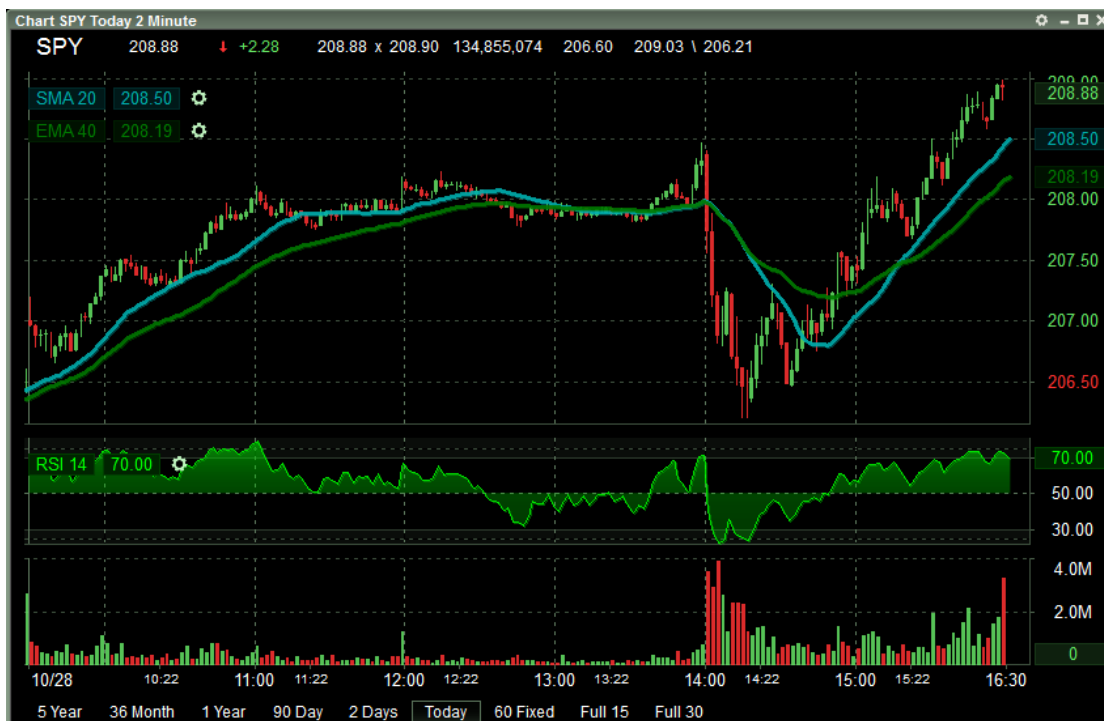 Chart SPY Today 2 Minute
SPY 208.88 +2.28 208.88 x 208.90 134,855,074 206.60 209.03 \ 206.21
209.00
208.88
SMA 20 208.50
EMA 40 208.19
208.50
208.19
208.00
207.50
207.00
206.50
RSI 14 70.00
70.00
50.00
30.00
4.0M
2.0M
0
10/28 10:22 11:00 11:22 12:00 12:22 13:00 13:22 14:00 14:22 15:00 15:22 16:30
5 Year 36 Month 1 Year 90 Day 2 Days Today 60 Fixed Full 15 Full 30